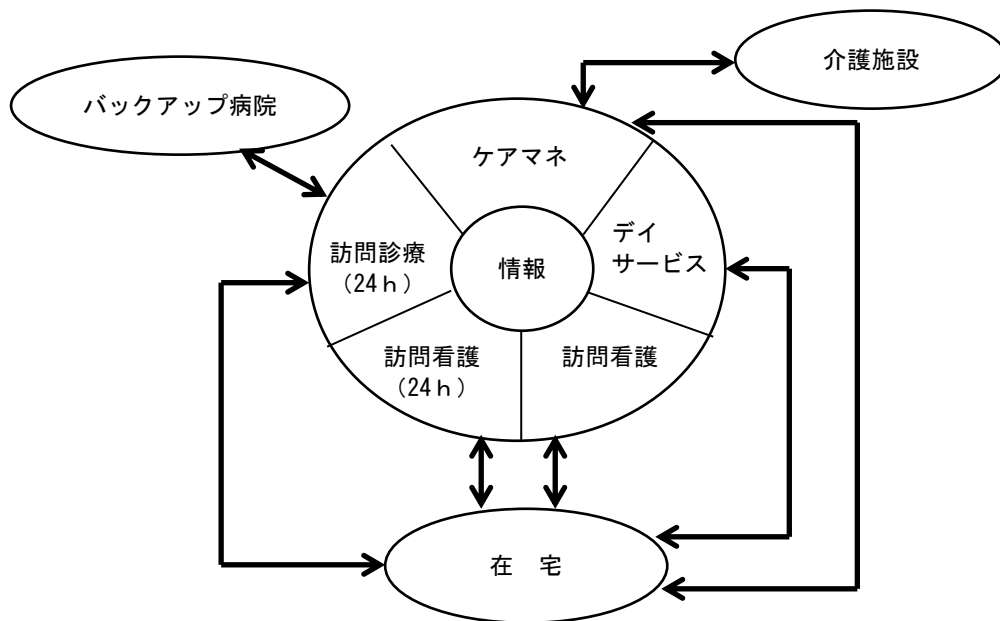 介護施設
バックアップ病院
ケアマネ
デイ
サービス
訪問診療
（24ｈ）
情報
訪問看護
（24ｈ）
訪問看護
在　宅